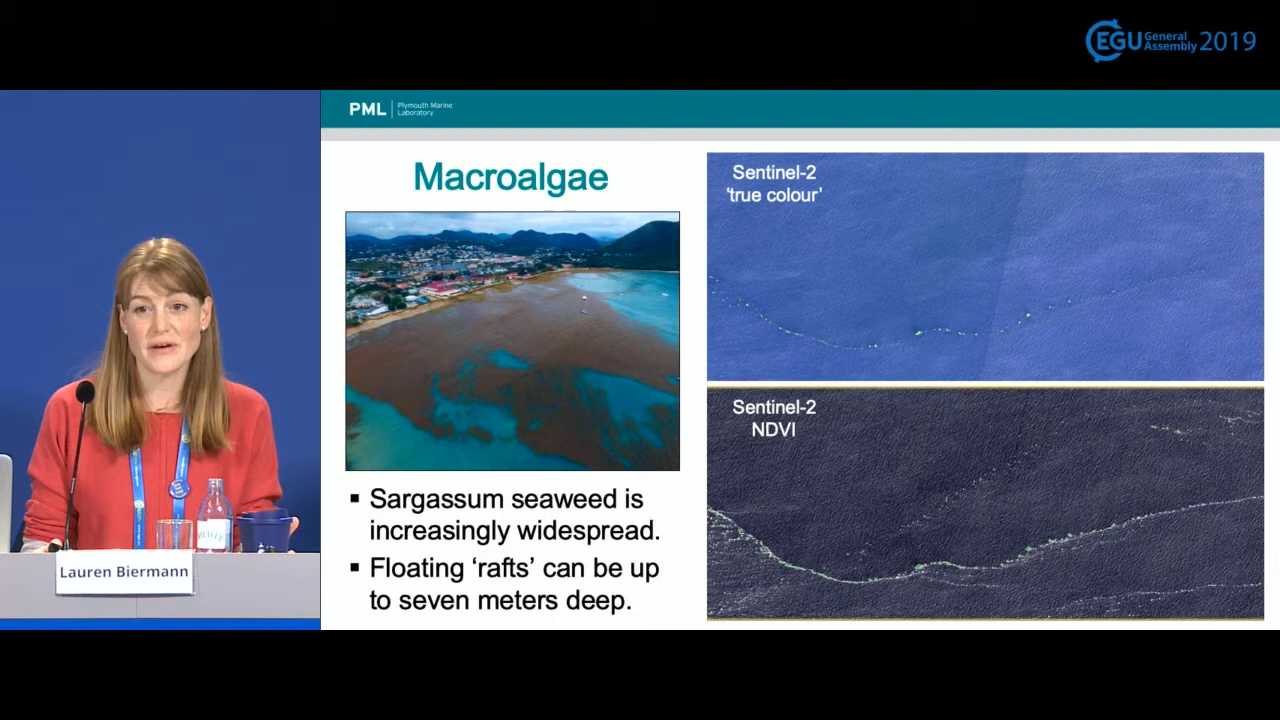 EGU General
Assembly 2019
PML | Plymouth Marine
Laboratory
Macroalgae
▪ Sargassum seaweed is
increasingly widespread.
▪ Floating ‘rafts’ can be up
to seven meters deep.
Sentinel-2
‘true colour’
Sentinel-2
NDVI
Lauren Biermann